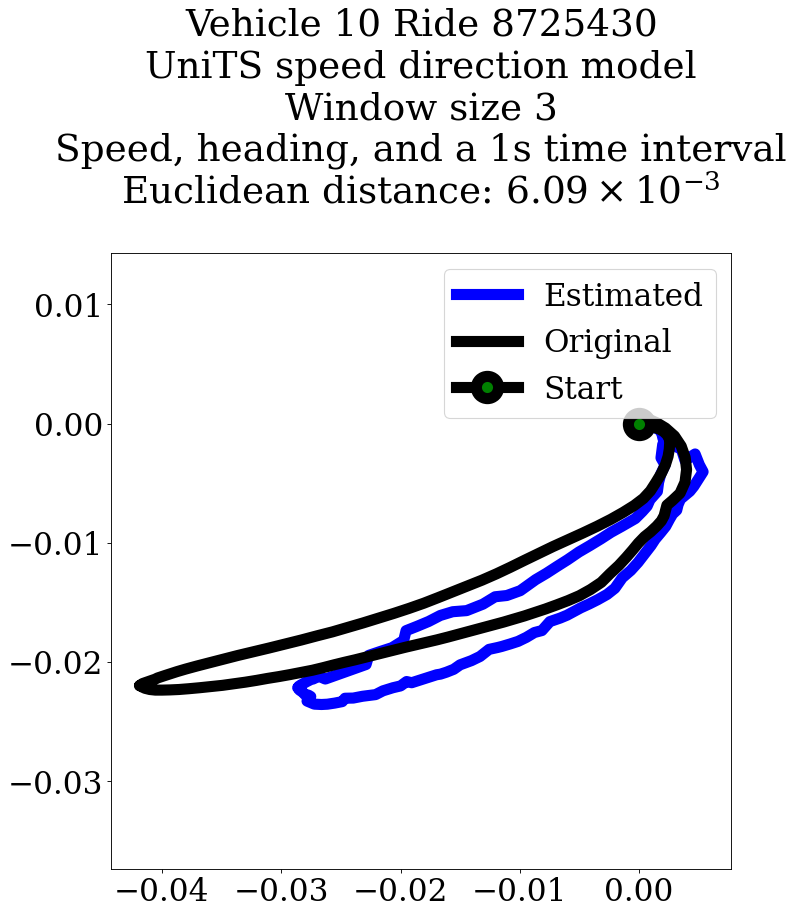 Vehicle 10 Ride 8725430
UniTS speed direction model
Window size 3
Speed, heading, and a 1s time interval
Euclidean distance: 6.09 × 10⁻³
Estimated
Original
Start
0.01
0.00
−0.01
−0.02
−0.03
−0.04 −0.03 −0.02 −0.01 0.00